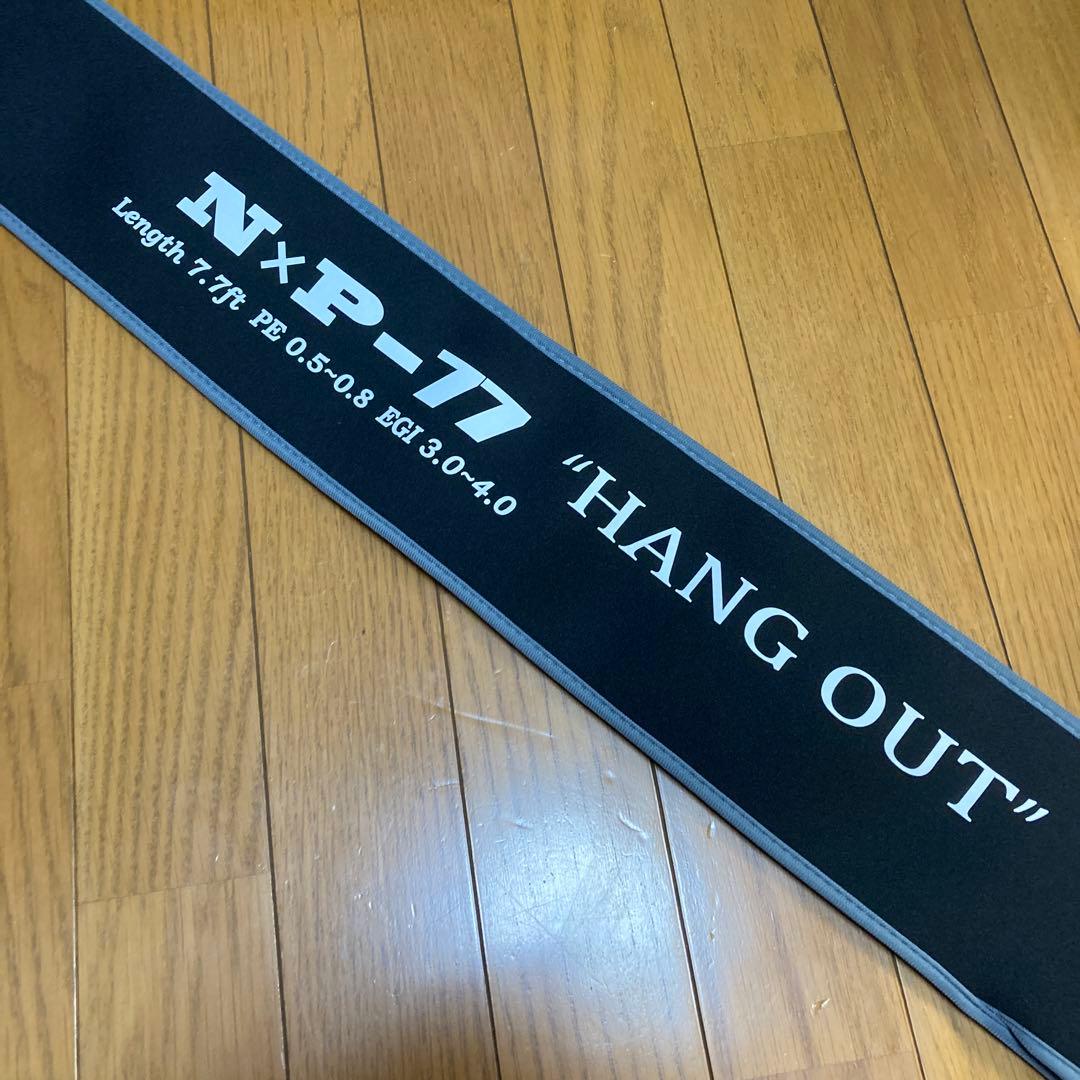 N×P-77
Length 7.7ft PE 0.5~0.8 EGI 3.0~4.0
“HANG OUT”